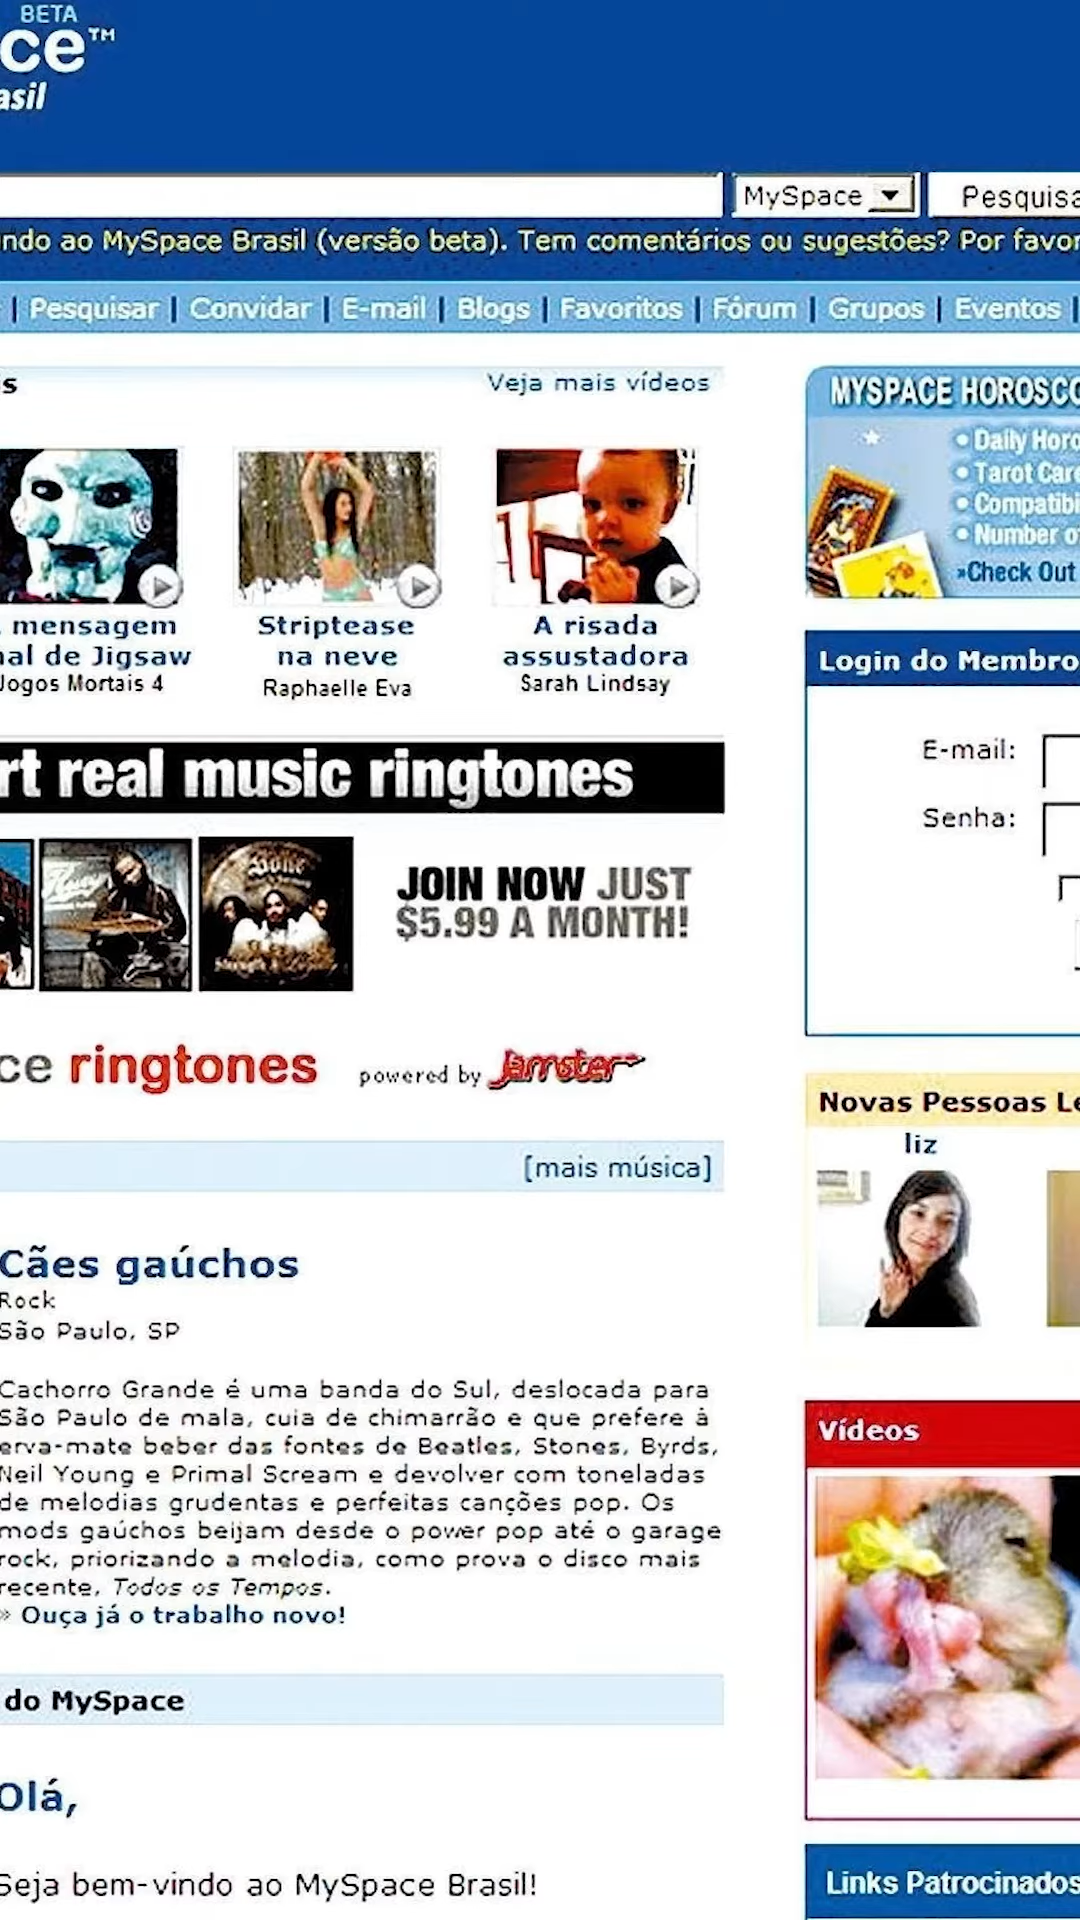 BETA
ce™
asil
MySpace
Pesquisa
ndo ao MySpace Brasil (versão beta). Tem comentários ou sugestões? Por favor
| Pesquisar | Convidar | E-mail | Blogs | Favoritos | Fórum | Grupos | Eventos |
s
Veja mais vídeos
mensagem
nal de Jigsaw
Jogos Mortais 4
Striptease
na neve
Raphaelle Eva
A risada
assustadora
Sarah Lindsay
MYSPACE HOROSCO
• Daily Horo
• Tarot Care
• Compatibi
• Number o
»Check Out
Login do Membro
E-mail:
Senha:
rt real music ringtones
JOIN NOW JUST
$5.99 A MONTH!
ce ringtones
powered by Jamster
[mais música]
Cães gaúchos
Rock
São Paulo, SP
Cachorro Grande é uma banda do Sul, deslocada para
São Paulo de mala, cuia de chimarrão e que prefere à
erva-mate beber das fontes de Beatles, Stones, Byrds,
Neil Young e Primal Scream e devolver com toneladas
de melodias grudentas e perfeitas canções pop. Os
mods gaúchos beijam desde o power pop até o garage
rock, priorizando a melodia, como prova o disco mais
recente, Todos os Tempos.
» Ouça já o trabalho novo!
Novas Pessoas Le
liz
Vídeos
do MySpace
Olá,
Seja bem-vindo ao MySpace Brasil!
Links Patrocinados